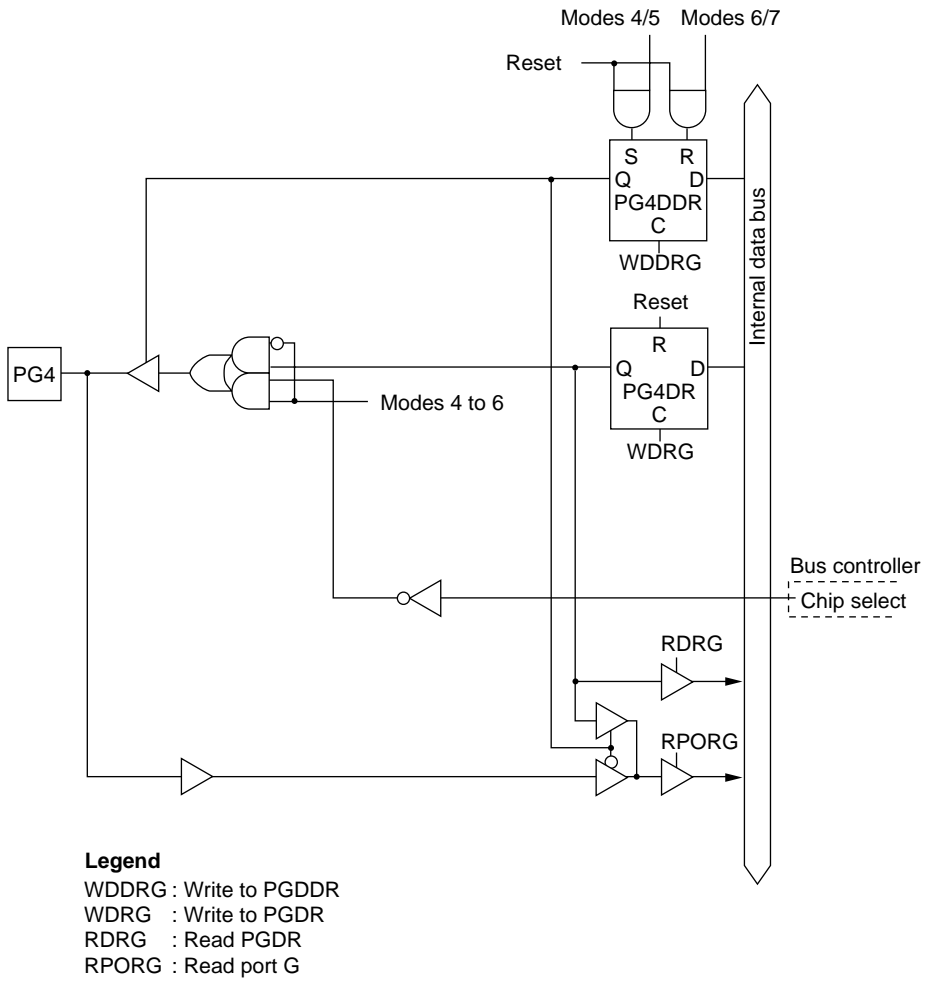 Modes 4/5 Modes 6/7
Reset
S R
Q D
PG4DDR
C
WDDRG
Internal data bus
Reset
R
Q D
PG4DR
C
WDRG
PG4
Modes 4 to 6
Bus controller
Chip select
RDRG
RPORG
Legend
WDDRG : Write to PGDDR
WDRG : Write to PGDR
RDRG : Read PGDR
RPORG : Read port G